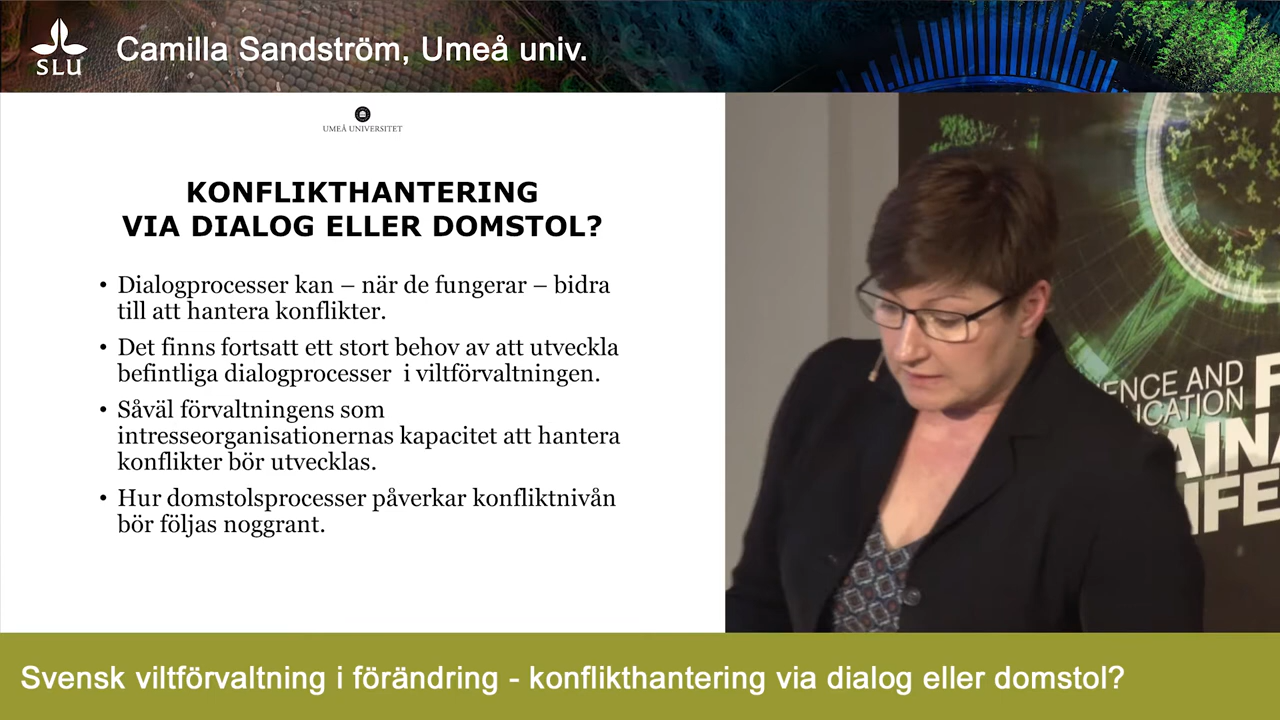 SLU
Camilla Sandström, Umeå univ.
UMEÅ UNIVERSITET
KONFLIKTHANTERING
VIA DIALOG ELLER DOMSTOL?
• Dialogprocesser kan – när de fungerar – bidra
till att hantera konflikter.
• Det finns fortsatt ett stort behov av att utveckla
befintliga dialogprocesser i viltförvaltningen.
• Såväl förvaltningens som
intresseorganisationernas kapacitet att hantera
konflikter bör utvecklas.
• Hur domstolsprocesser påverkar konfliktnivån
bör följas noggrant.
AND
Svensk viltförvaltning i förändring - konflikthantering via dialog eller domstol?